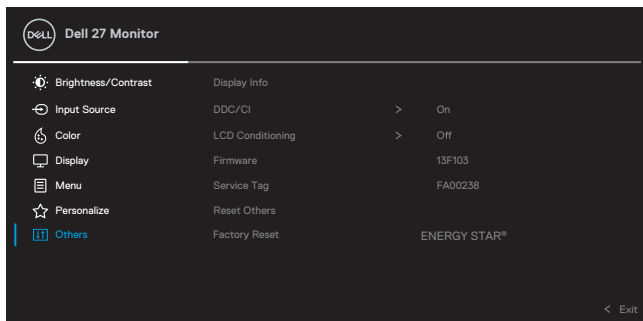 DELL Dell 27 Monitor
Brightness/Contrast Display Info
Input Source DDC/CI > On
Color LCD Conditioning > Off
Display Firmware 13F103
Menu Service Tag FA00238
Personalize Reset Others
Others Factory Reset ENERGY STAR®
< Exit